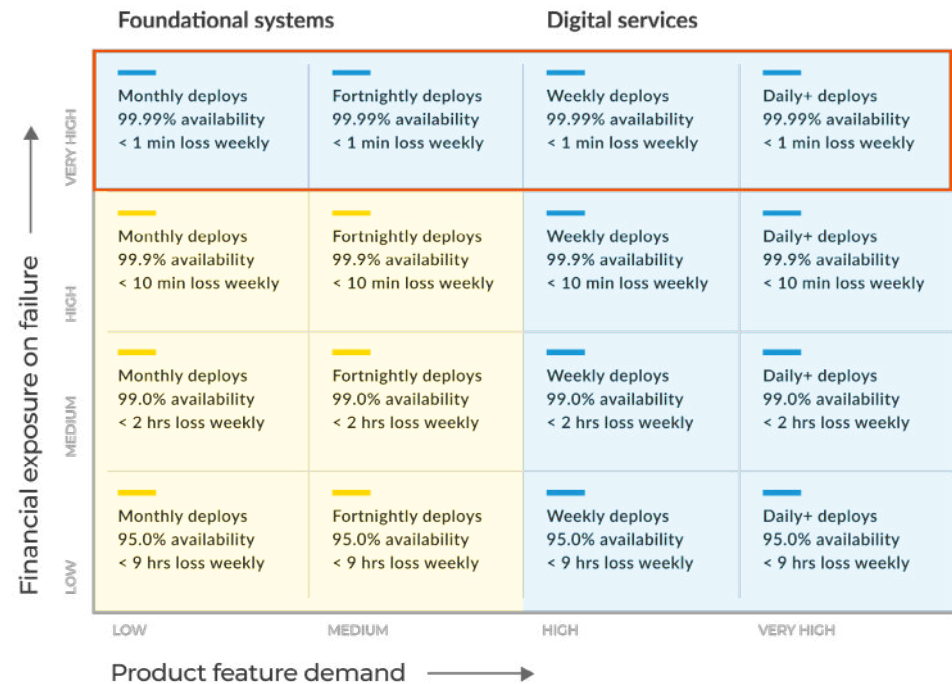 Foundational systems
Digital services
Financial exposure on failure
VERY HIGH
Monthly deploys
99.99% availability
< 1 min loss weekly
Fortnightly deploys
99.99% availability
< 1 min loss weekly
Weekly deploys
99.99% availability
< 1 min loss weekly
Daily+ deploys
99.99% availability
< 1 min loss weekly
HIGH
Monthly deploys
99.9% availability
< 10 min loss weekly
Fortnightly deploys
99.9% availability
< 10 min loss weekly
Weekly deploys
99.9% availability
< 10 min loss weekly
Daily+ deploys
99.9% availability
< 10 min loss weekly
MEDIUM
Monthly deploys
99.0% availability
< 2 hrs loss weekly
Fortnightly deploys
99.0% availability
< 2 hrs loss weekly
Weekly deploys
99.0% availability
< 2 hrs loss weekly
Daily+ deploys
99.0% availability
< 2 hrs loss weekly
LOW
Monthly deploys
95.0% availability
< 9 hrs loss weekly
Fortnightly deploys
95.0% availability
< 9 hrs loss weekly
Weekly deploys
95.0% availability
< 9 hrs loss weekly
Daily+ deploys
95.0% availability
< 9 hrs loss weekly
LOW
MEDIUM
HIGH
VERY HIGH
Product feature demand